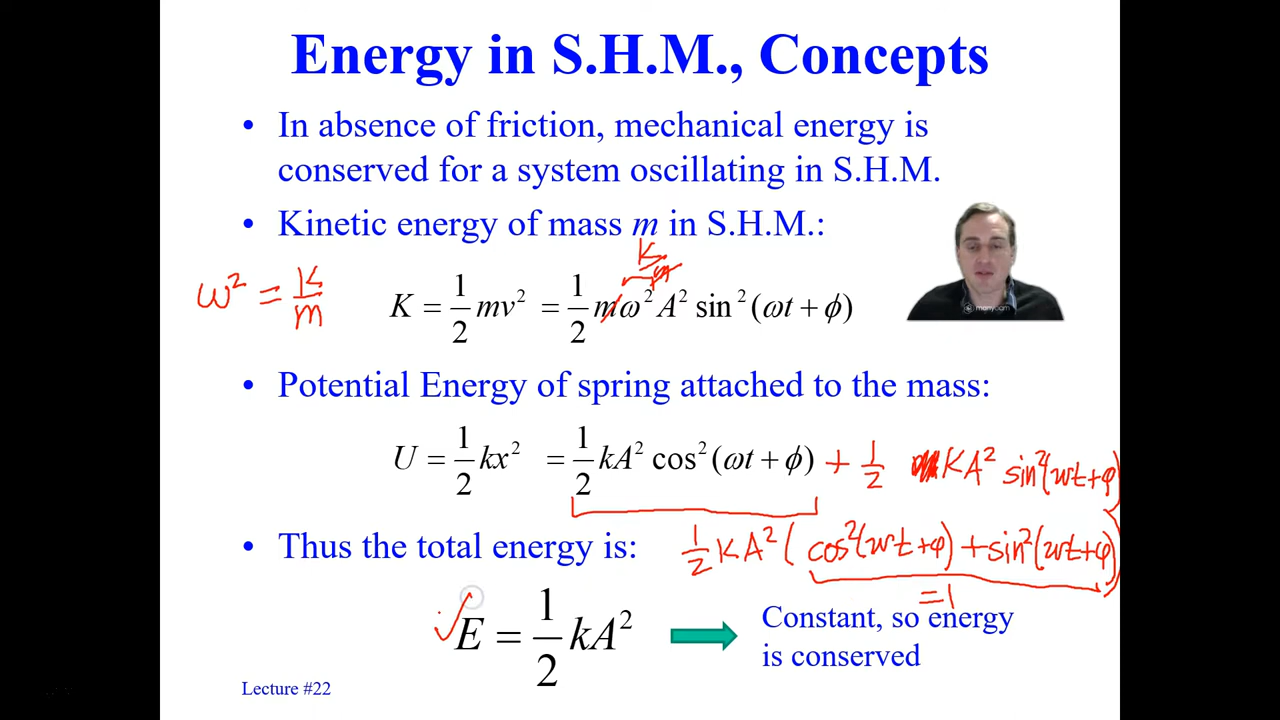 Energy in S.H.M., Concepts
• In absence of friction, mechanical energy is
conserved for a system oscillating in S.H.M.
• Kinetic energy of mass m in S.H.M.:
K/m
ω² = K/m
K = 1/2 mv² = 1/2 mω²A² sin²(ωt + ϕ)
manycam
• Potential Energy of spring attached to the mass:
U = 1/2 kx² = 1/2 kA² cos²(ωt + ϕ) + 1/2 KA² sin²(ωt+φ)
• Thus the total energy is: 1/2 KA² (cos²(ωt+φ) + sin²(ωt+φ))
=1
E = 1/2 kA²
Constant, so energy
is conserved
Lecture #22